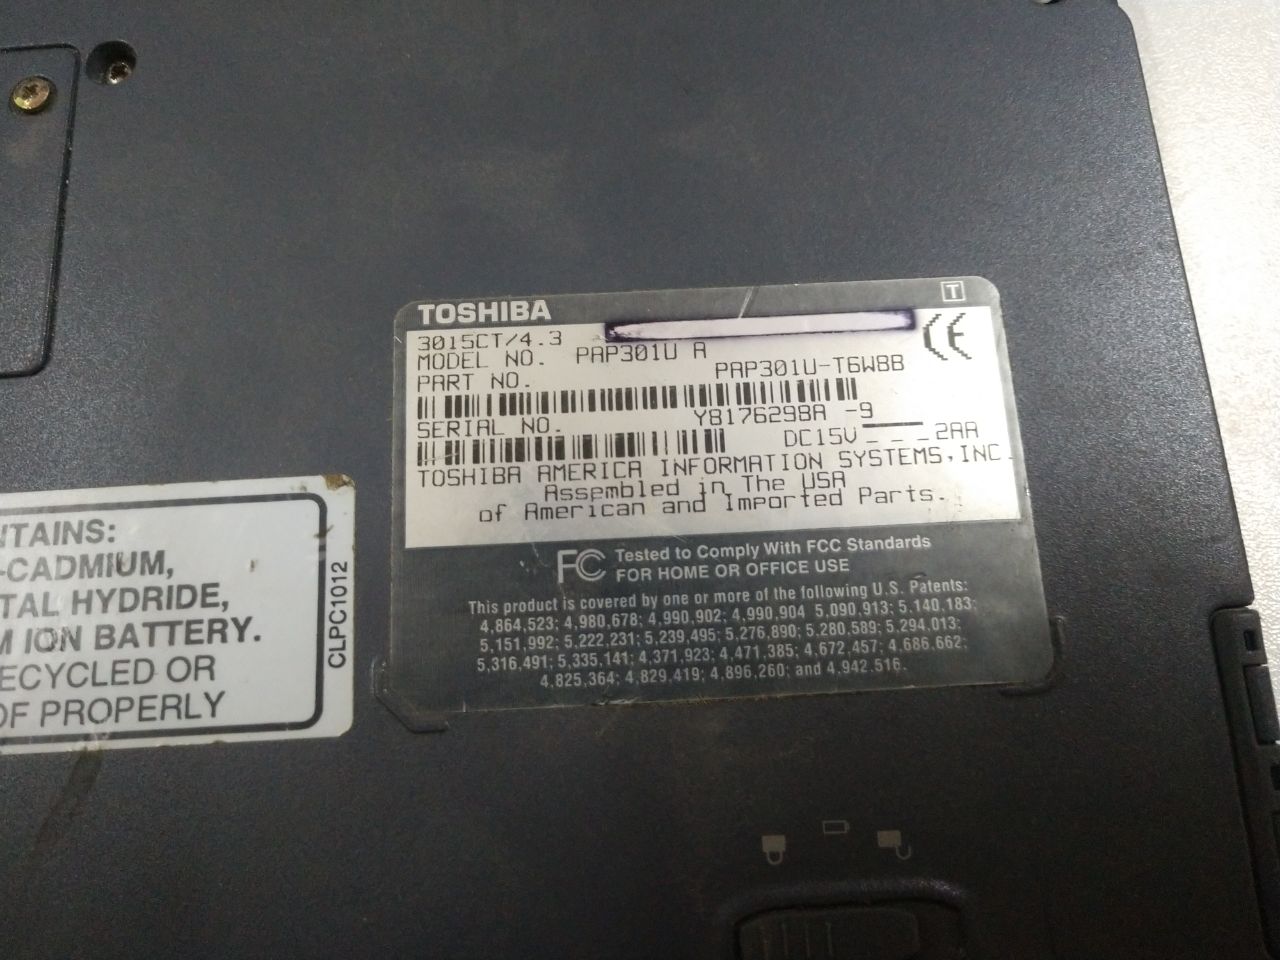 TOSHIBA
T
3015CT/4.3
CE
MODEL NO. PAP301U A
PART NO. PAP301U-T6W8B
SERIAL NO. Y8176298A -9
DC15V 2AA
TOSHIBA AMERICA INFORMATION SYSTEMS,INC.
Assembled in The USA
of American and Imported Parts.
FC Tested to Comply With FCC Standards
FOR HOME OR OFFICE USE
This product is covered by one or more of the following U.S. Patents:
4,864,523; 4,980,678; 4,990,902; 4,990,904 5,090,913; 5,140,183;
5,151,992; 5,222,231; 5,239,495; 5,276,890; 5,280,589; 5,294,013;
5,316,491; 5,335,141; 4,371,923; 4,471,385; 4,672,457; 4,686,662;
4,825,364; 4,829,419; 4,896,260; and 4,942,516.
NTAINS:
-CADMIUM,
TAL HYDRIDE,
M ION BATTERY.
ECYCLED OR
OF PROPERLY
CLPC1012